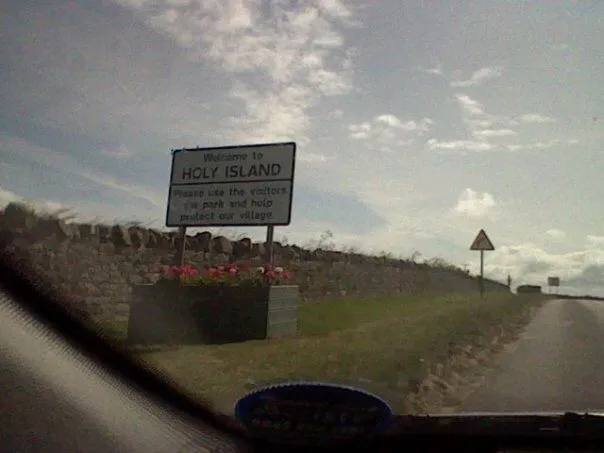 Welcome to
HOLY ISLAND
Please use the visitors
car park and help
protect our village